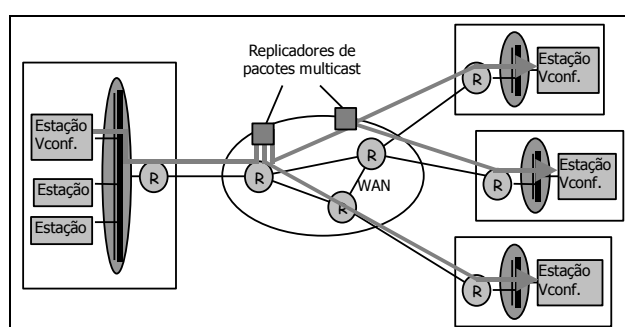 Replicadores de
pacotes multicast
Estação
Vconf.
Estação
Estação
R
R
R
R
WAN
R
Estação
Vconf.
R
Estação
Vconf.
R
Estação
Vconf.